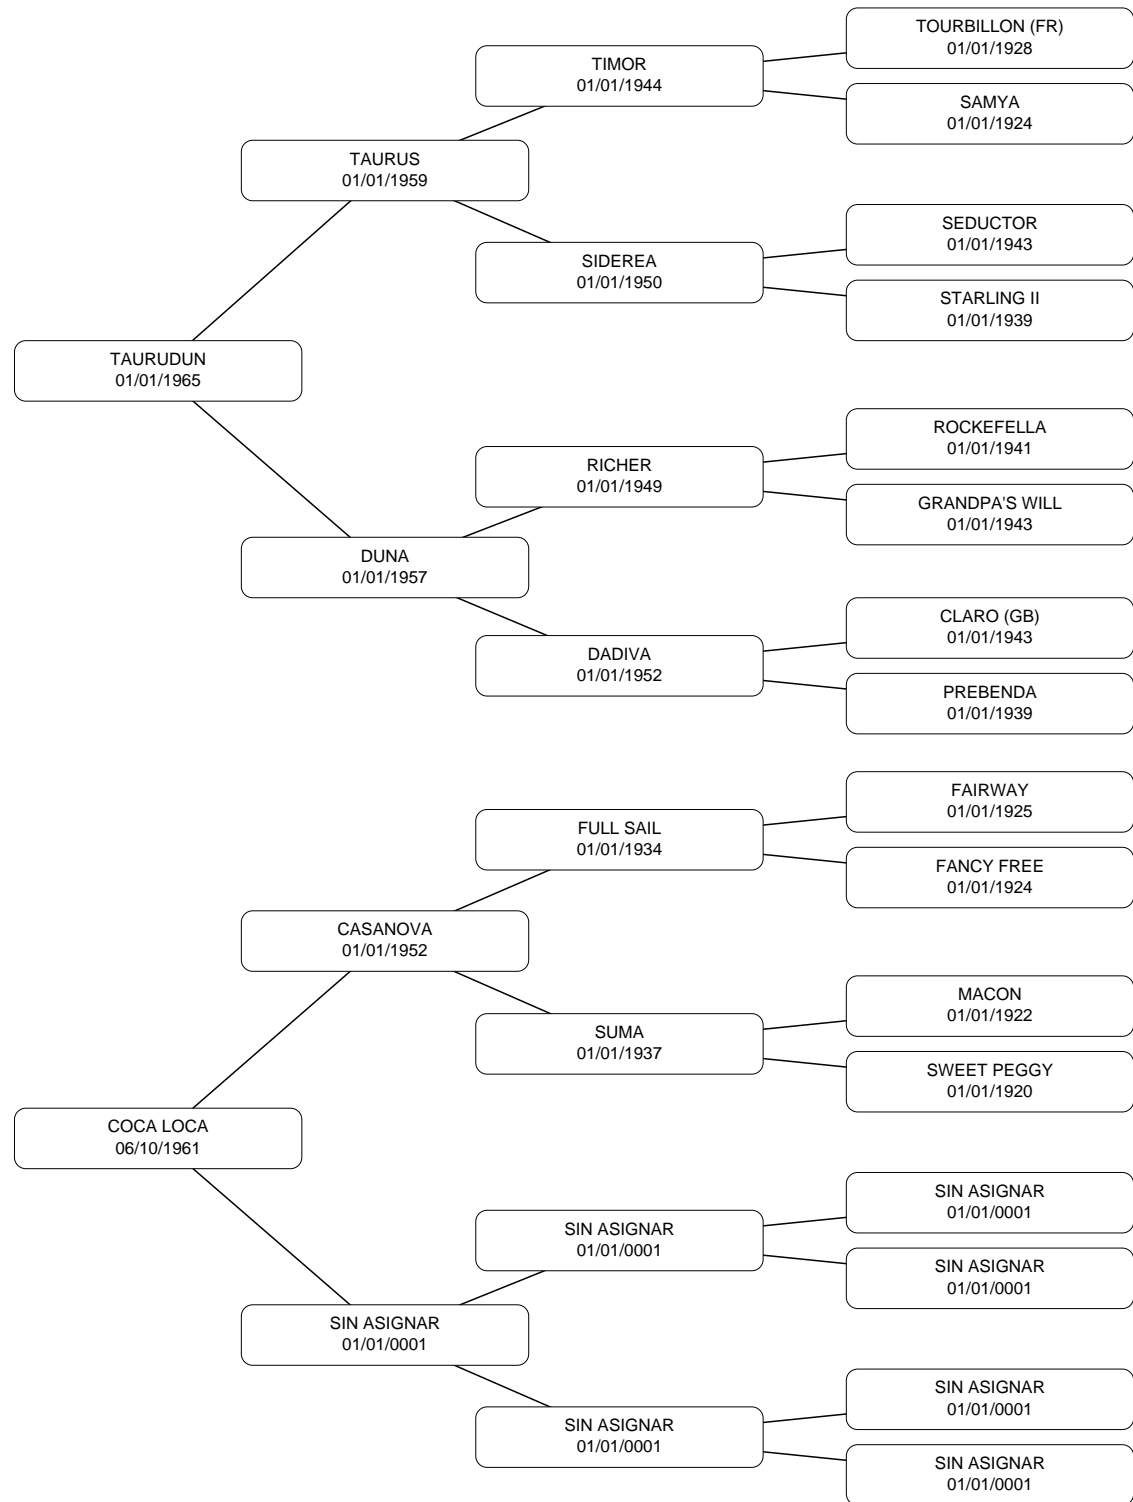 TOURBILLON (FR)
01/01/1928
TIMOR
01/01/1944
SAMYA
01/01/1924
TAURUS
01/01/1959
SEDUCTOR
01/01/1943
SIDEREA
01/01/1950
STARLING II
01/01/1939
TAURUDUN
01/01/1965
ROCKEFELLA
01/01/1941
RICHER
01/01/1949
GRANDPA'S WILL
01/01/1943
DUNA
01/01/1957
CLARO (GB)
01/01/1943
DADIVA
01/01/1952
PREBENDA
01/01/1939
FAIRWAY
01/01/1925
FULL SAIL
01/01/1934
FANCY FREE
01/01/1924
CASANOVA
01/01/1952
MACON
01/01/1922
SUMA
01/01/1937
SWEET PEGGY
01/01/1920
COCA LOCA
06/10/1961
SIN ASIGNAR
01/01/0001
SIN ASIGNAR
01/01/0001
SIN ASIGNAR
01/01/0001
SIN ASIGNAR
01/01/0001
SIN ASIGNAR
01/01/0001
SIN ASIGNAR
01/01/0001
SIN ASIGNAR
01/01/0001